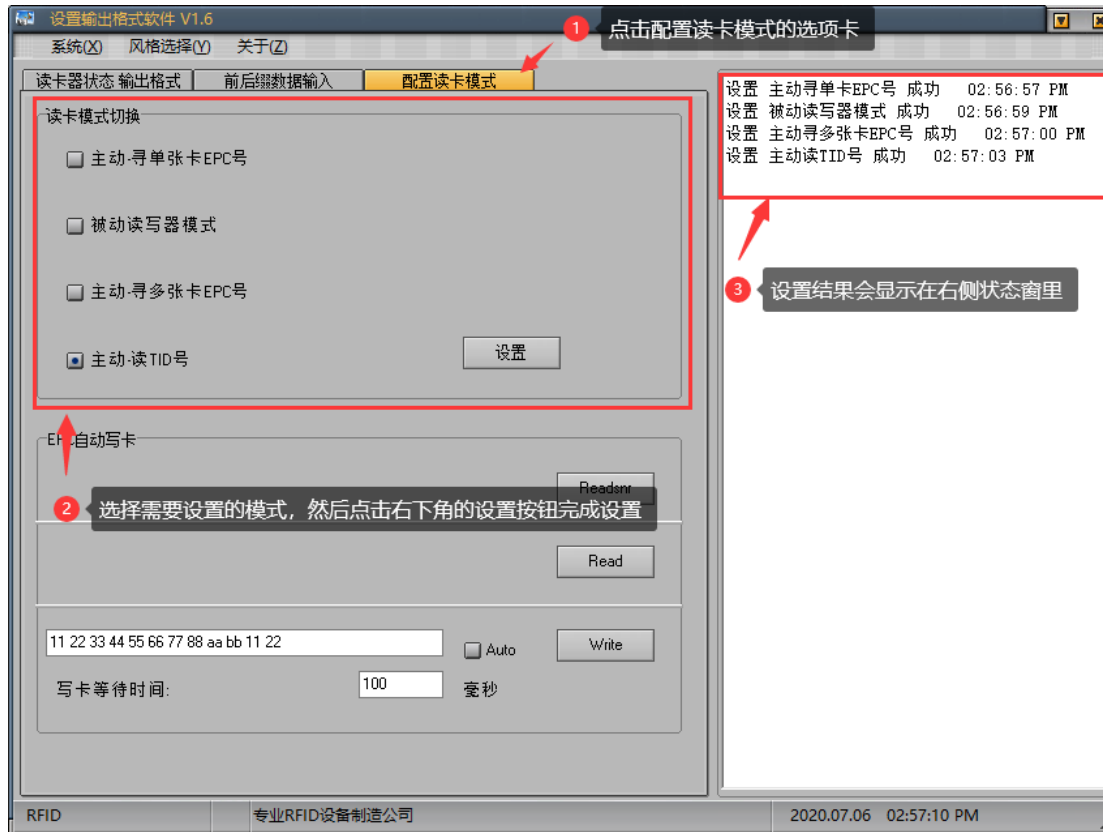 设置输出格式软件 V1.6
系统(X) 风格选择(Y) 关于(Z)
1 点击配置读卡模式的选项卡
读卡器状态 输出格式 前后缀数据输入 配置读卡模式
读卡模式切换
主动-寻单张卡EPC号
被动读写器模式
主动-寻多张卡EPC号
主动-读TID号
设置
设置 主动寻单卡EPC号 成功 02:56:57 PM
设置 被动读写器模式 成功 02:56:59 PM
设置 主动寻多张卡EPC号 成功 02:57:00 PM
设置 主动读TID号 成功 02:57:03 PM
3 设置结果会显示在右侧状态窗里
EPC自动写卡
Readsnr
2 选择需要设置的模式，然后点击右下角的设置按钮完成设置
Read
11 22 33 44 55 66 77 88 aa bb 11 22
Auto
Write
写卡等待时间: 100 毫秒
RFID 专业RFID设备制造公司 2020.07.06 02:57:10 PM